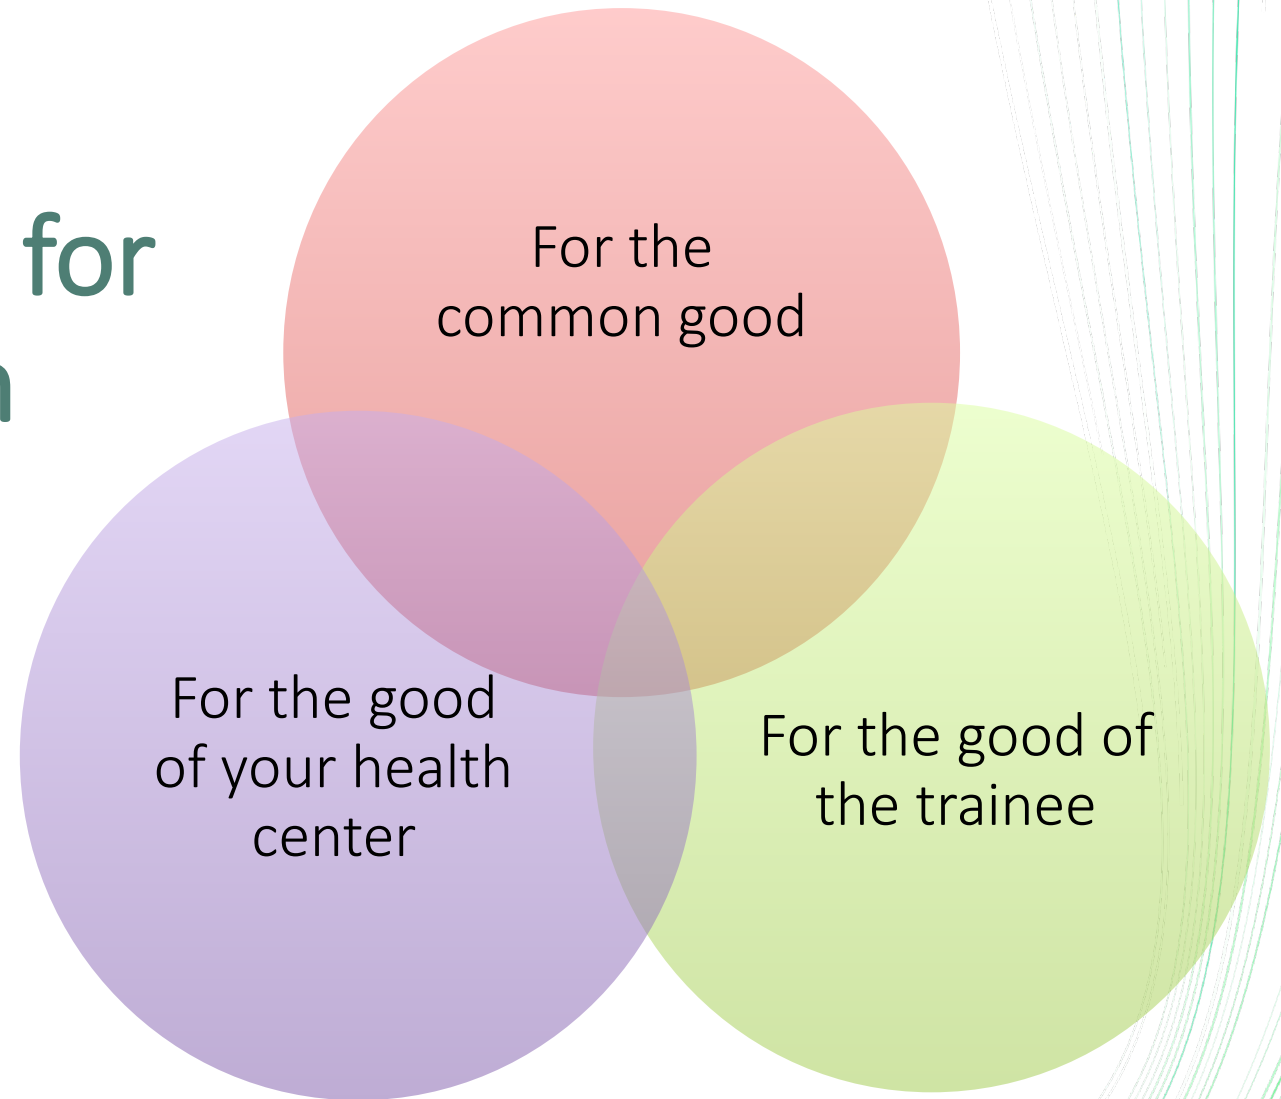 for
For the
common good
For the good
of your health
center
For the good of
the trainee